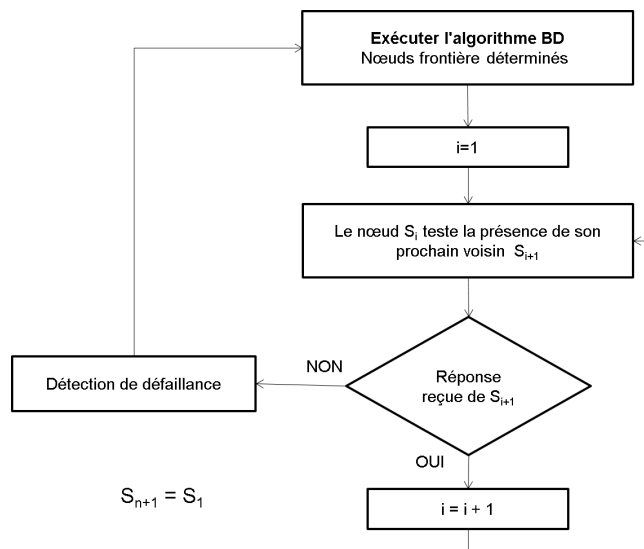 Exécuter l'algorithme BD
Nœuds frontière déterminés
i=1
Le nœud Si teste la présence de son
prochain voisin Si+1
NON
Réponse
reçue de Si+1
Détection de défaillance
OUI
i = i + 1
Sn+1 = S1